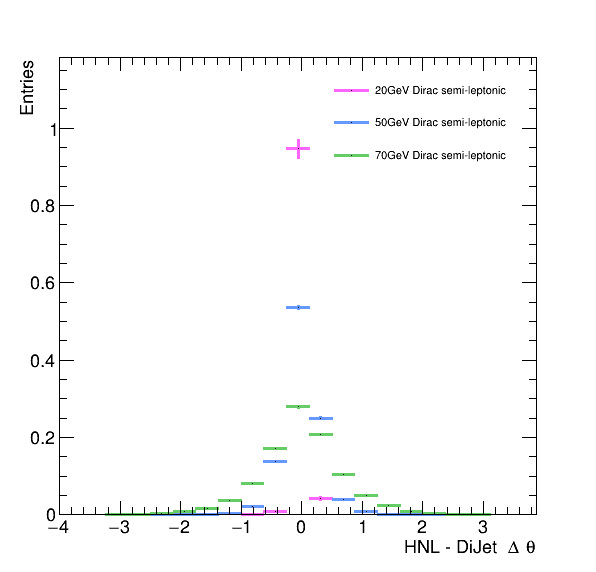 Entries
20GeV Dirac semi-leptonic
50GeV Dirac semi-leptonic
70GeV Dirac semi-leptonic
1
0.8
0.6
0.4
0.2
0
−4 −3 −2 −1 0 1 2 3
HNL - DiJet Δ θ